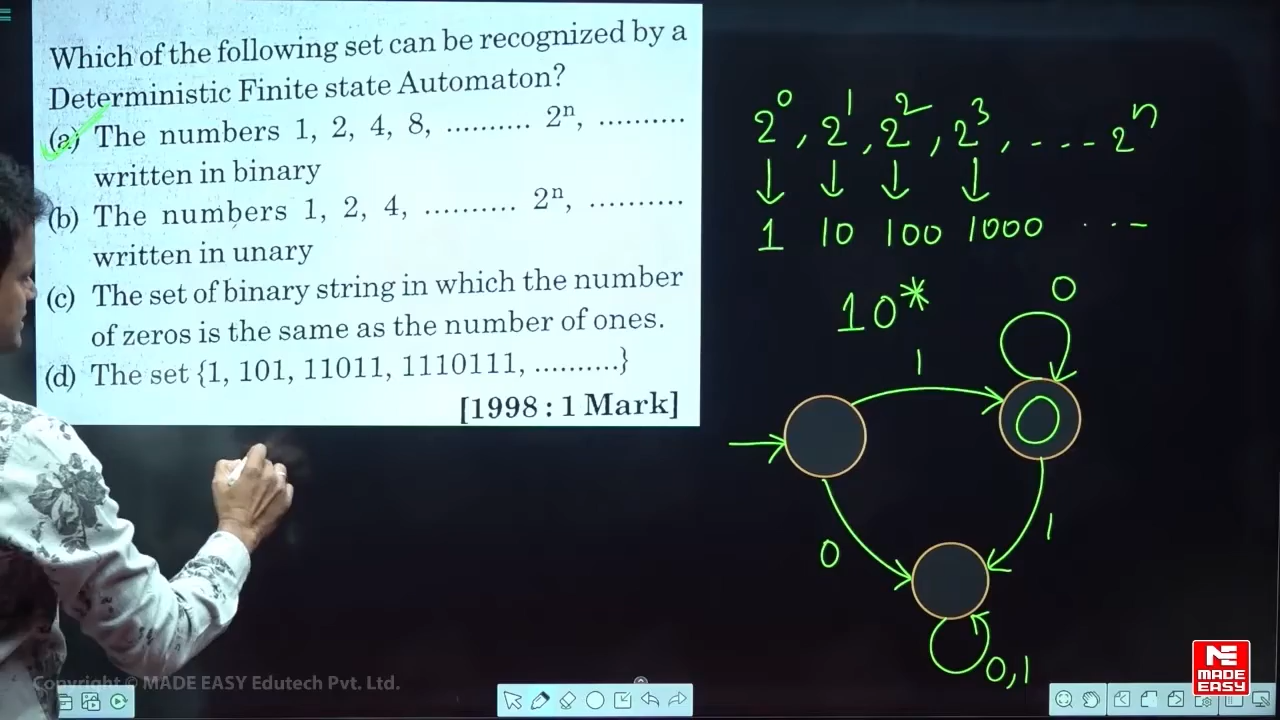 Which of the following set can be recognized by a
Deterministic Finite state Automaton?
(a) The numbers 1, 2, 4, 8, .......... 2ⁿ, ..........
written in binary
(b) The numbers 1, 2, 4, .......... 2ⁿ, ..........
written in unary
(c) The set of binary string in which the number
of zeros is the same as the number of ones.
(d) The set {1, 101, 11011, 1110111, ..........}
[1998 : 1 Mark]
2⁰, 2¹, 2², 2³, .... 2ⁿ
1 10 100 1000 ...
10*
0
1
0
1
0,1
Copyright © MADE EASY Edutech Pvt. Ltd.
ME
MADE
EASY